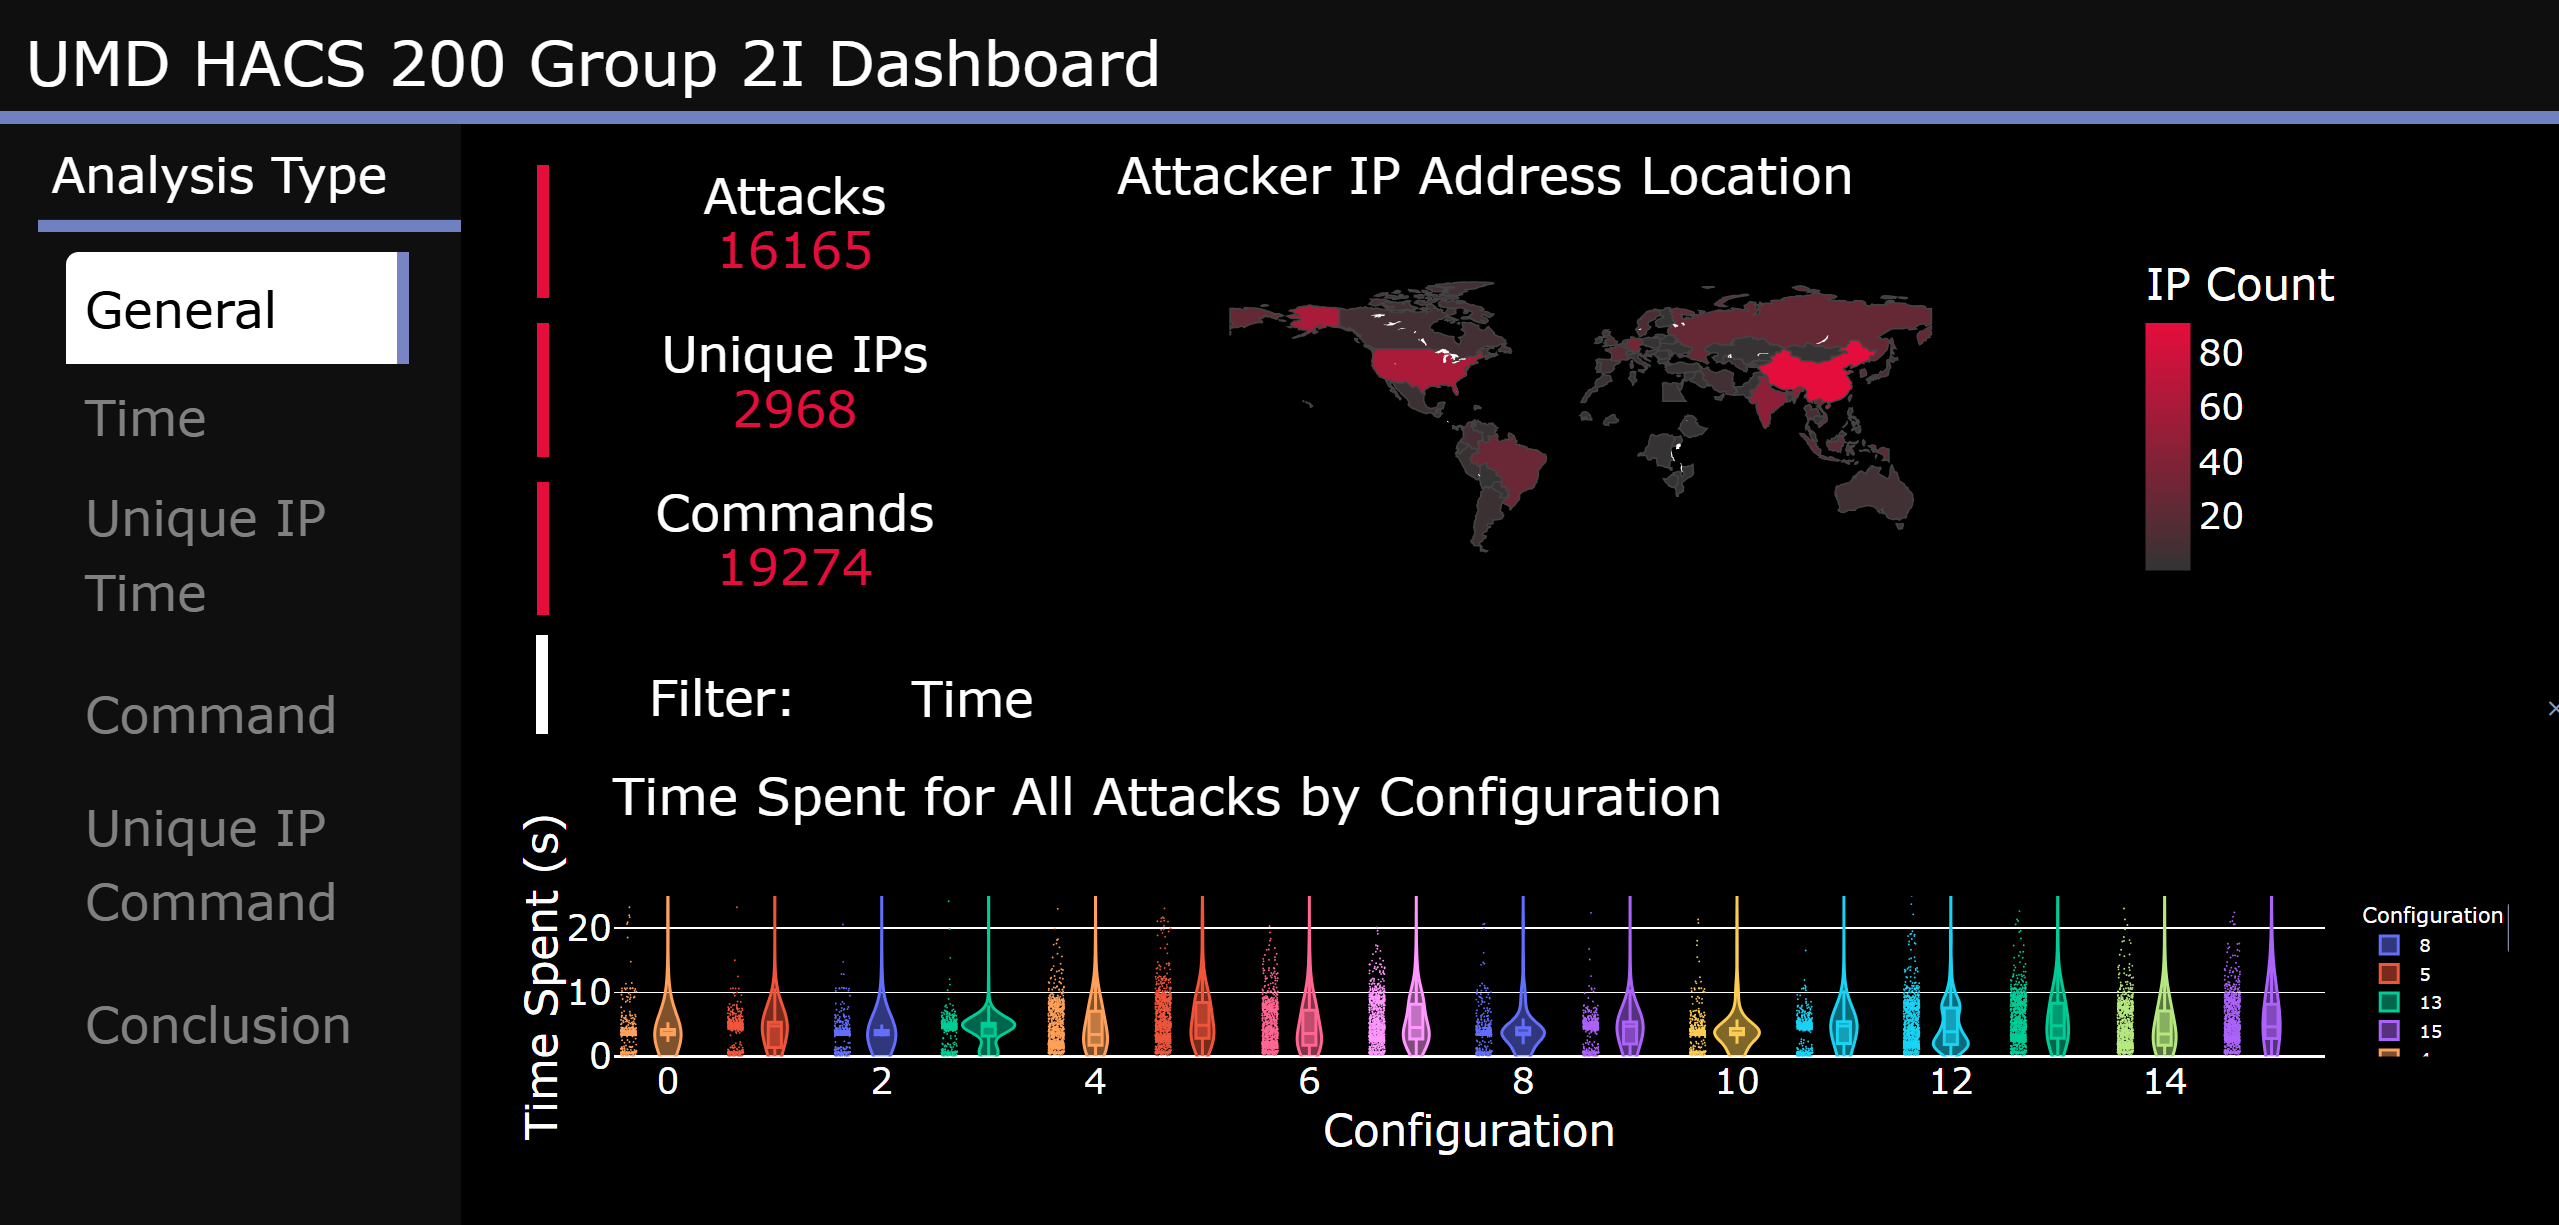 UMD HACS 200 Group 2I Dashboard
Analysis Type
General
Time
Unique IP
Time
Command
Unique IP
Command
Conclusion
Attacks
16165
Unique IPs
2968
Commands
19274
Filter:
Time
Attacker IP Address Location
IP Count
80
60
40
20
Time Spent for All Attacks by Configuration
Time Spent (s)
20
10
0
0 2 4 6 8 10 12 14
Configuration
Configuration
8
5
13
15